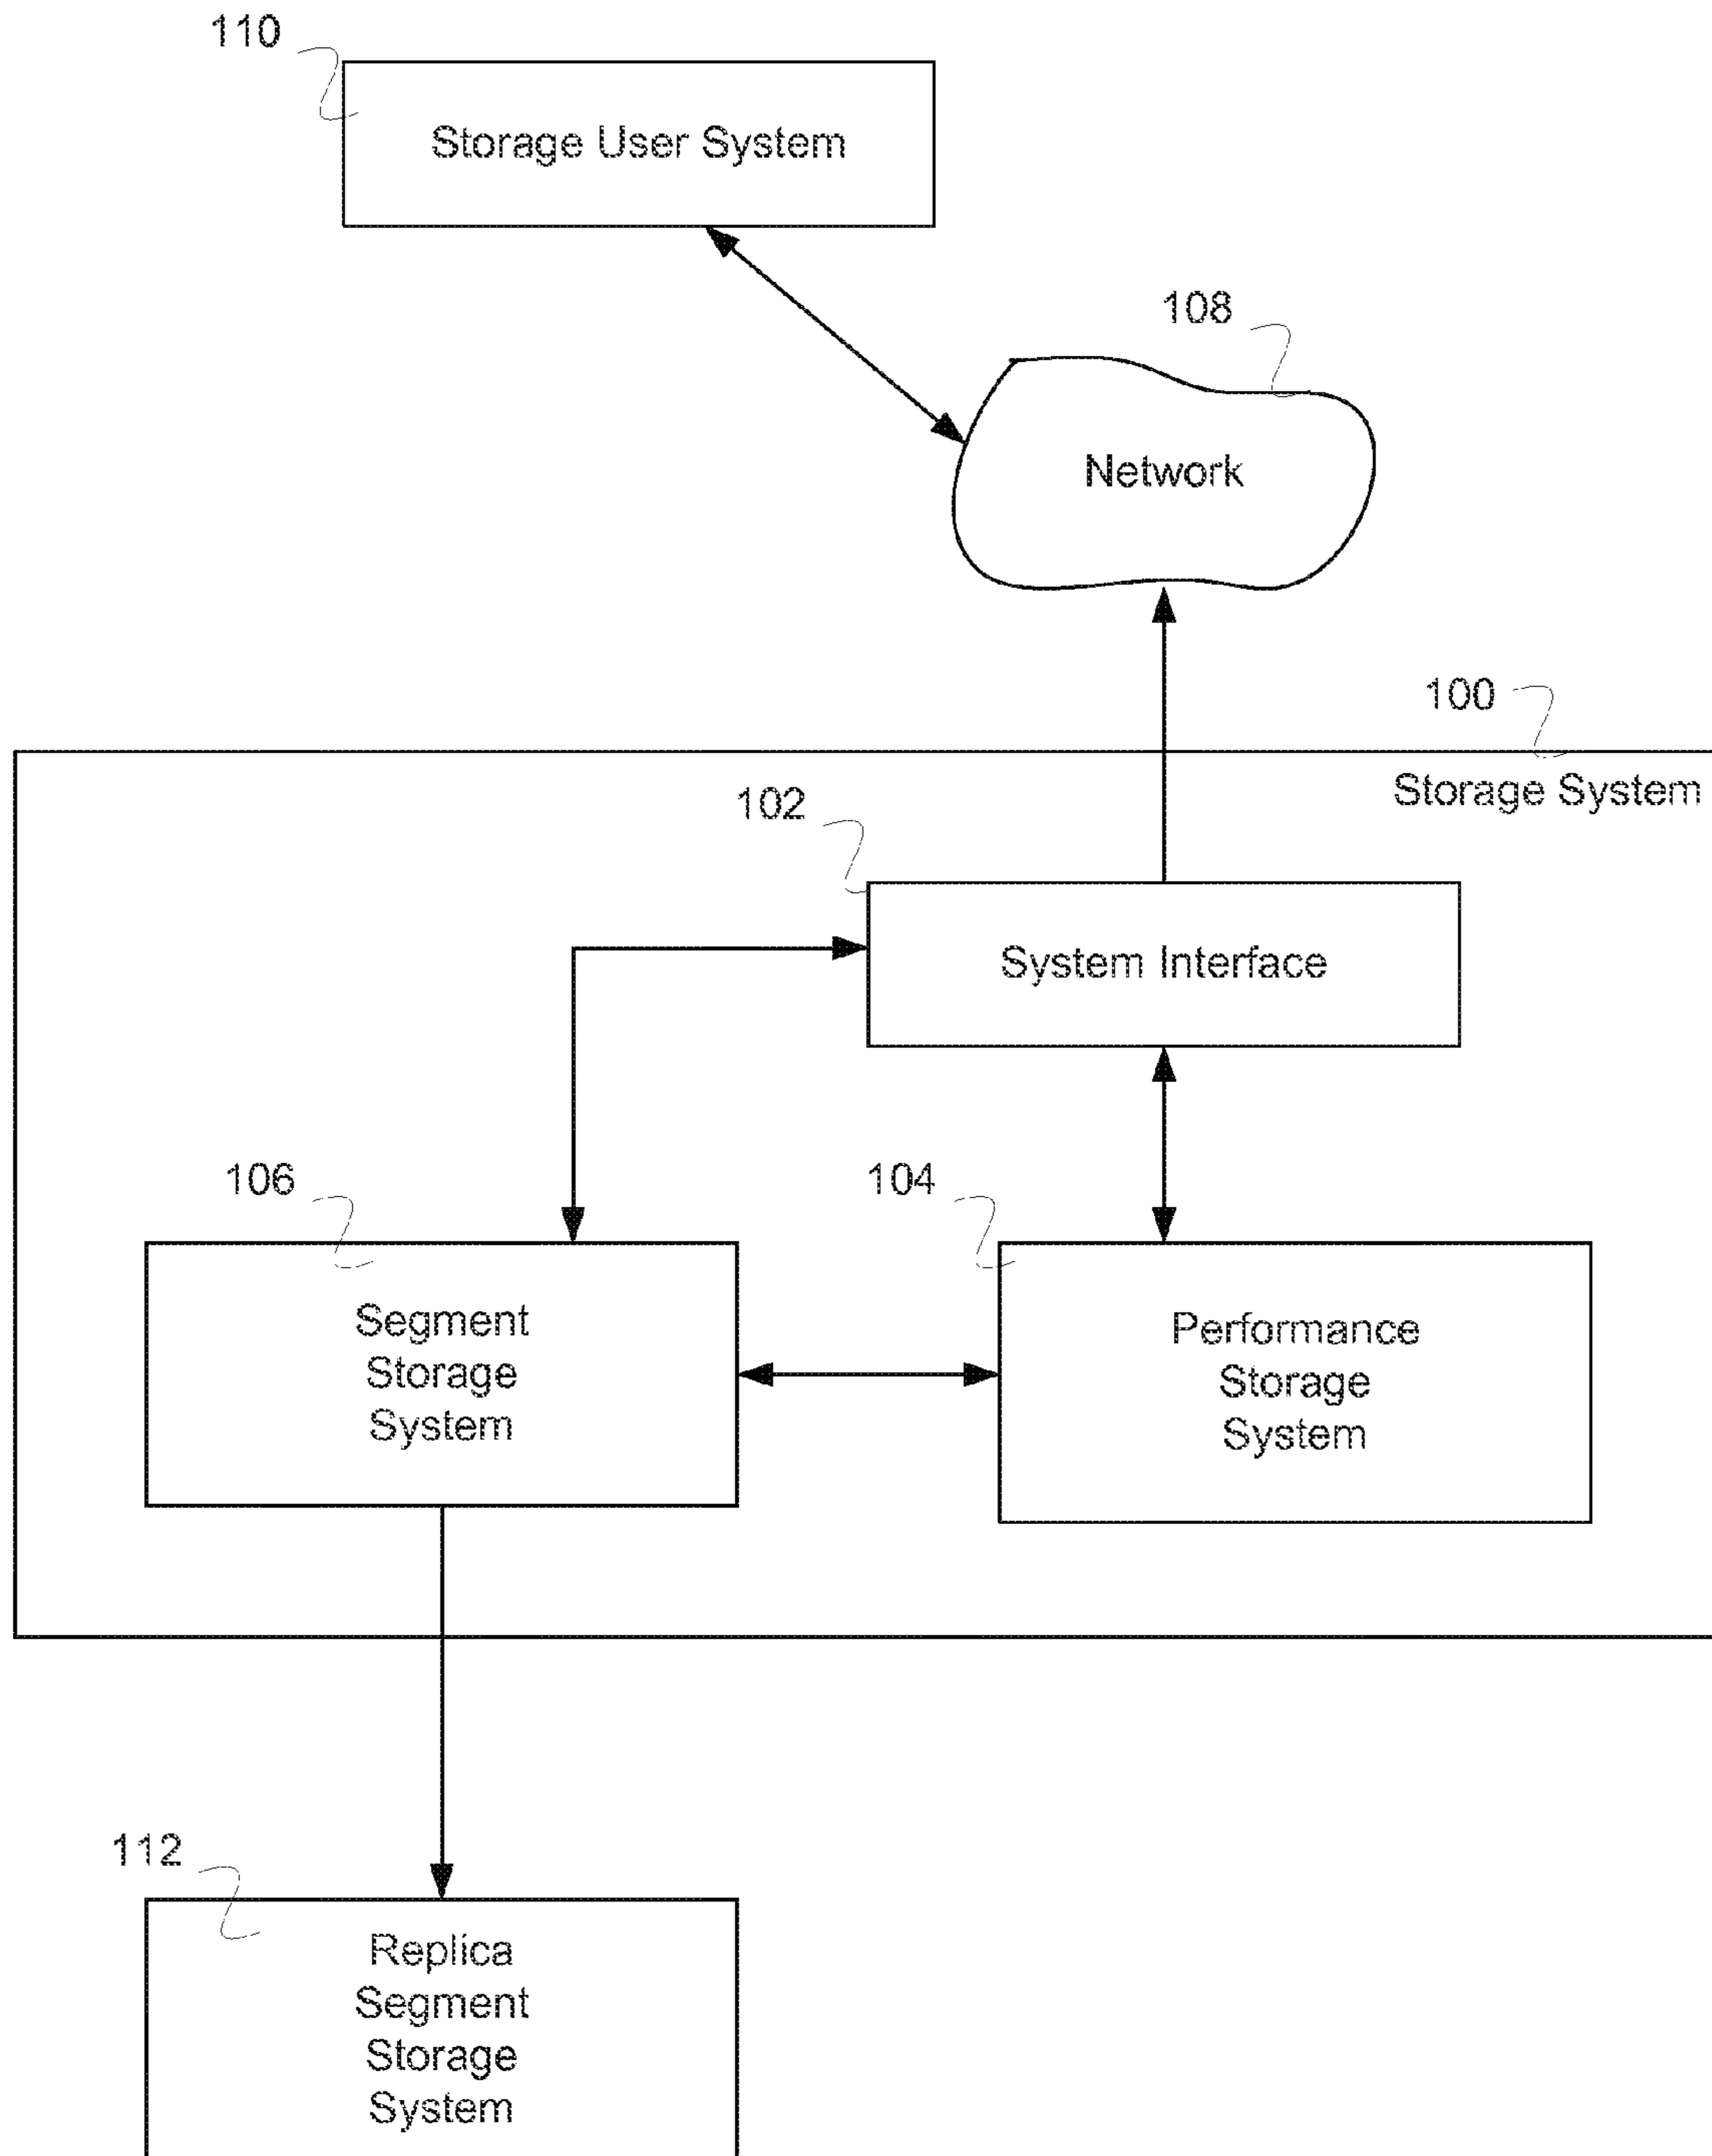 110
Storage User System
108
Network
100
Storage System
102
System Interface
106
104
Segment
Storage
System
Performance
Storage
System
112
Replica
Segment
Storage
System